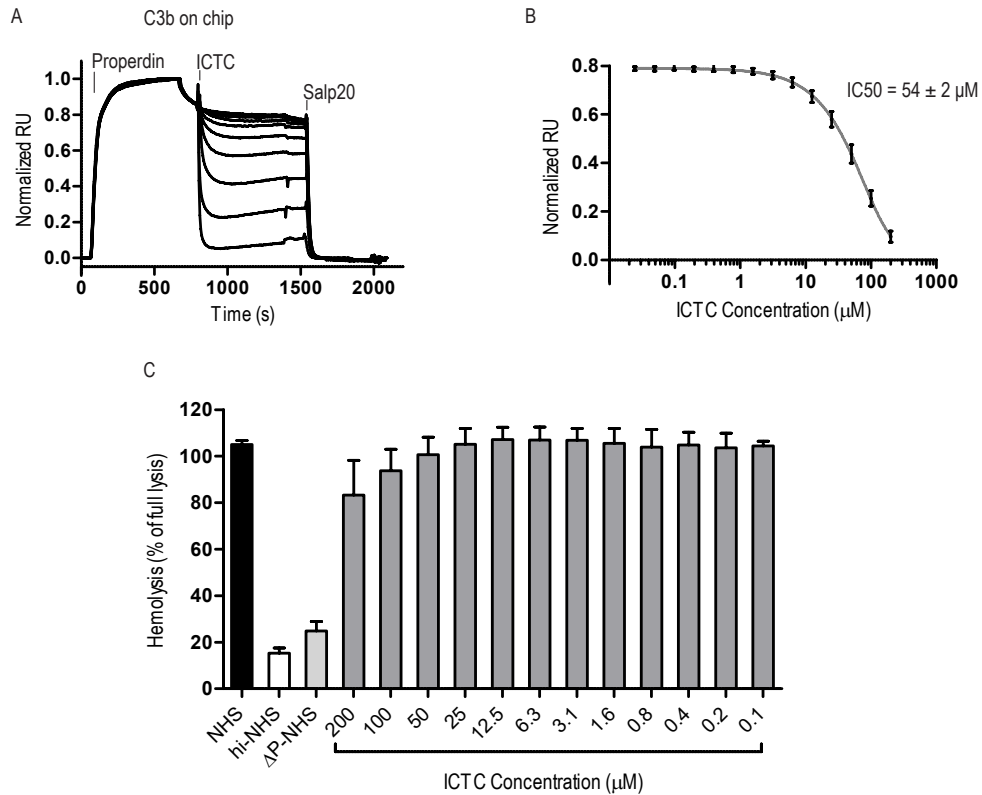 A
C3b on chip
Properdin
ICTC
Salp20
Normalized RU
1.0
0.8
0.6
0.4
0.2
0.0
0 500 1000 1500 2000
Time (s)
B
IC50 = 54 ± 2 µM
Normalized RU
0.8
0.6
0.4
0.2
0.0
0.1 1 10 100 1000
ICTC Concentration (µM)
C
Hemolysis (% of full lysis)
120
100
80
60
40
20
0
NHS hi-NHS ΔP-NHS 200 100 50 25 12.5 6.3 3.1 1.6 0.8 0.4 0.2 0.1
ICTC Concentration (µM)